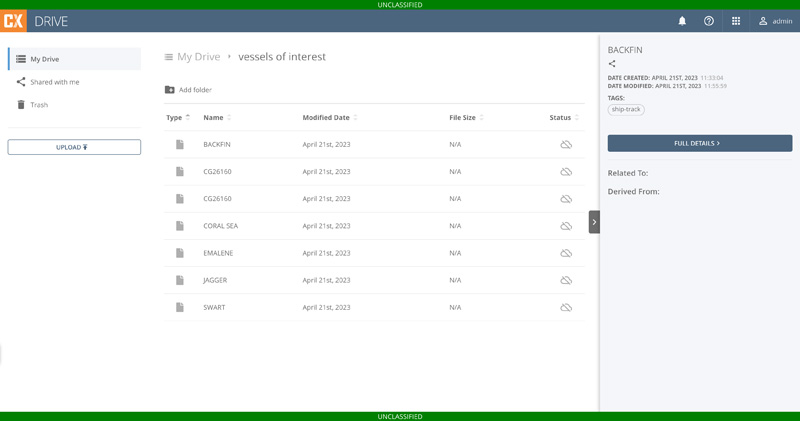 UNCLASSIFIED
CX DRIVE admin
My Drive
Shared with me
Trash
UPLOAD
My Drive vessels of interest
Add folder
Type Name Modified Date File Size Status
BACKFIN April 21st, 2023 N/A
CG26160 April 21st, 2023 N/A
CG26160 April 21st, 2023 N/A
CORAL SEA April 21st, 2023 N/A
EMALENE April 21st, 2023 N/A
JAGGER April 21st, 2023 N/A
SWART April 21st, 2023 N/A
BACKFIN
DATE CREATED: APRIL 21ST, 2023 11:33:04
DATE MODIFIED: APRIL 21ST, 2023 11:55:59
TAGS:
ship-track
FULL DETAILS
Related To:
Derived From:
UNCLASSIFIED